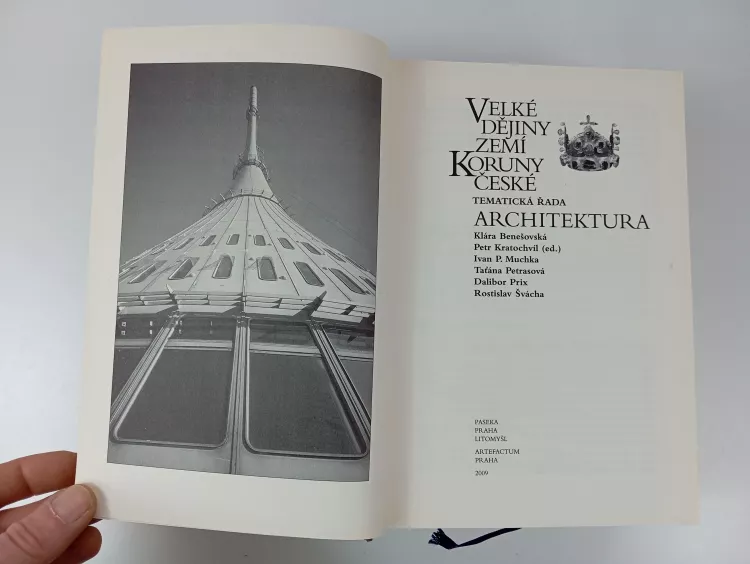 VELKÉ
DĚJINY
ZEMÍ
KORUNY
ČESKÉ
TEMATICKÁ ŘADA
ARCHITEKTURA
Klára Benešovská
Petr Kratochvíl (ed.)
Ivan P. Muchka
Taťána Petrasová
Dalibor Prix
Rostislav Švácha
PASEKA
PRAHA
LITOMYŠL
ARTEFACTUM
PRAHA
2009